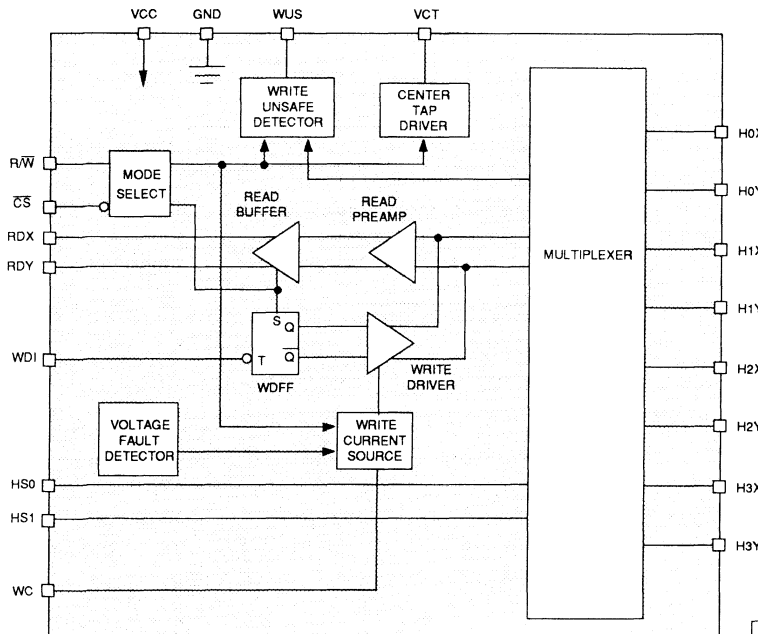 VCC GND WUS VCT
WRITE
UNSAFE
DETECTOR
CENTER
TAP
DRIVER
R/W̅
MODE
SELECT
C̅S̅
READ
BUFFER
READ
PREAMP
RDX
RDY
MULTIPLEXER
H0X
H0Y
H1X
H1Y
H2X
H2Y
H3X
H3Y
S
Q
T
Q̅
WDFF
WDI
WRITE
DRIVER
VOLTAGE
FAULT
DETECTOR
WRITE
CURRENT
SOURCE
HS0
HS1
WC